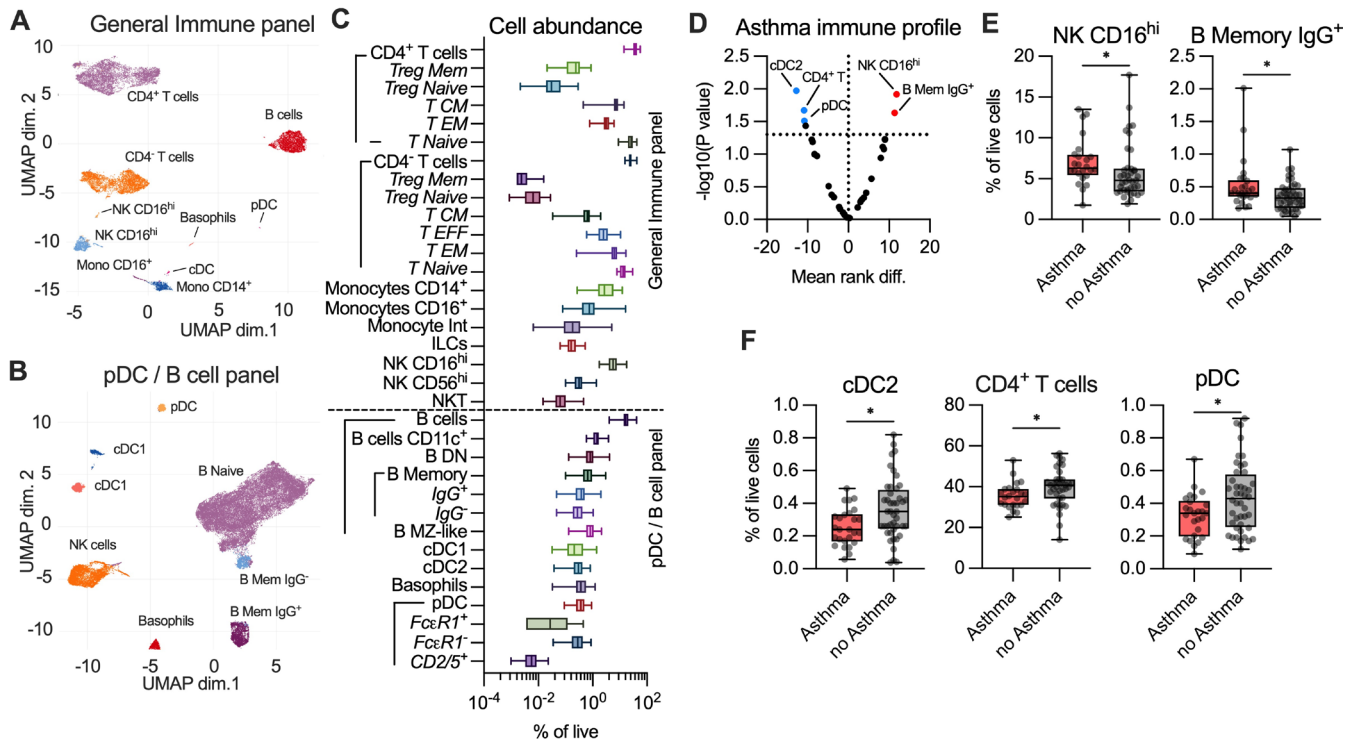 A
General Immune panel
10
5
0
-5
-10
-15
UMAP dim. 2
CD4⁺ T cells
B cells
CD4⁻ T cells
NK CD16ʰⁱ
Basophils
pDC
NK CD16ʰⁱ
Mono CD16⁺
cDC
Mono CD14⁺
-5
0
5
10
UMAP dim.1
B
pDC / B cell panel
10
5
0
-5
-10
UMAP dim. 2
pDC
cDC1
cDC1
B Naive
NK cells
B Mem IgG⁻
Basophils
B Mem IgG⁺
-10
-5
0
5
UMAP dim.1
C
Cell abundance
CD4⁺ T cells
Treg Mem
Treg Naive
T CM
T EM
T Naive
CD4⁻ T cells
Treg Mem
Treg Naive
T CM
T EFF
T EM
T Naive
Monocytes CD14⁺
Monocytes CD16⁺
Monocyte Int
ILCs
NK CD16ʰⁱ
NK CD56ʰⁱ
NKT
B cells
B cells CD11c⁺
B DN
B Memory
IgG⁺
IgG⁻
B MZ-like
cDC1
cDC2
Basophils
pDC
FcεR1⁺
FcεR1⁻
CD2/5⁺
General Immune panel
pDC / B cell panel
10⁻⁴
10⁻²
10⁰
10²
% of live
D
Asthma immune profile
2.5
2.0
1.5
1.0
0.5
0.0
-log10(P value)
cDC2
CD4⁺ T
pDC
NK CD16ʰⁱ
B Mem IgG⁺
-20
-10
0
10
20
Mean rank diff.
E
NK CD16ʰⁱ
20
15
10
5
0
% of live cells
*
Asthma
no Asthma
B Memory IgG⁺
2.5
2.0
1.5
1.0
0.5
0.0
*
Asthma
no Asthma
F
cDC2
1.0
0.8
0.6
0.4
0.2
0.0
% of live cells
*
Asthma
no Asthma
CD4⁺ T cells
80
60
40
20
0
*
Asthma
no Asthma
pDC
1.0
0.8
0.6
0.4
0.2
0.0
*
Asthma
no Asthma